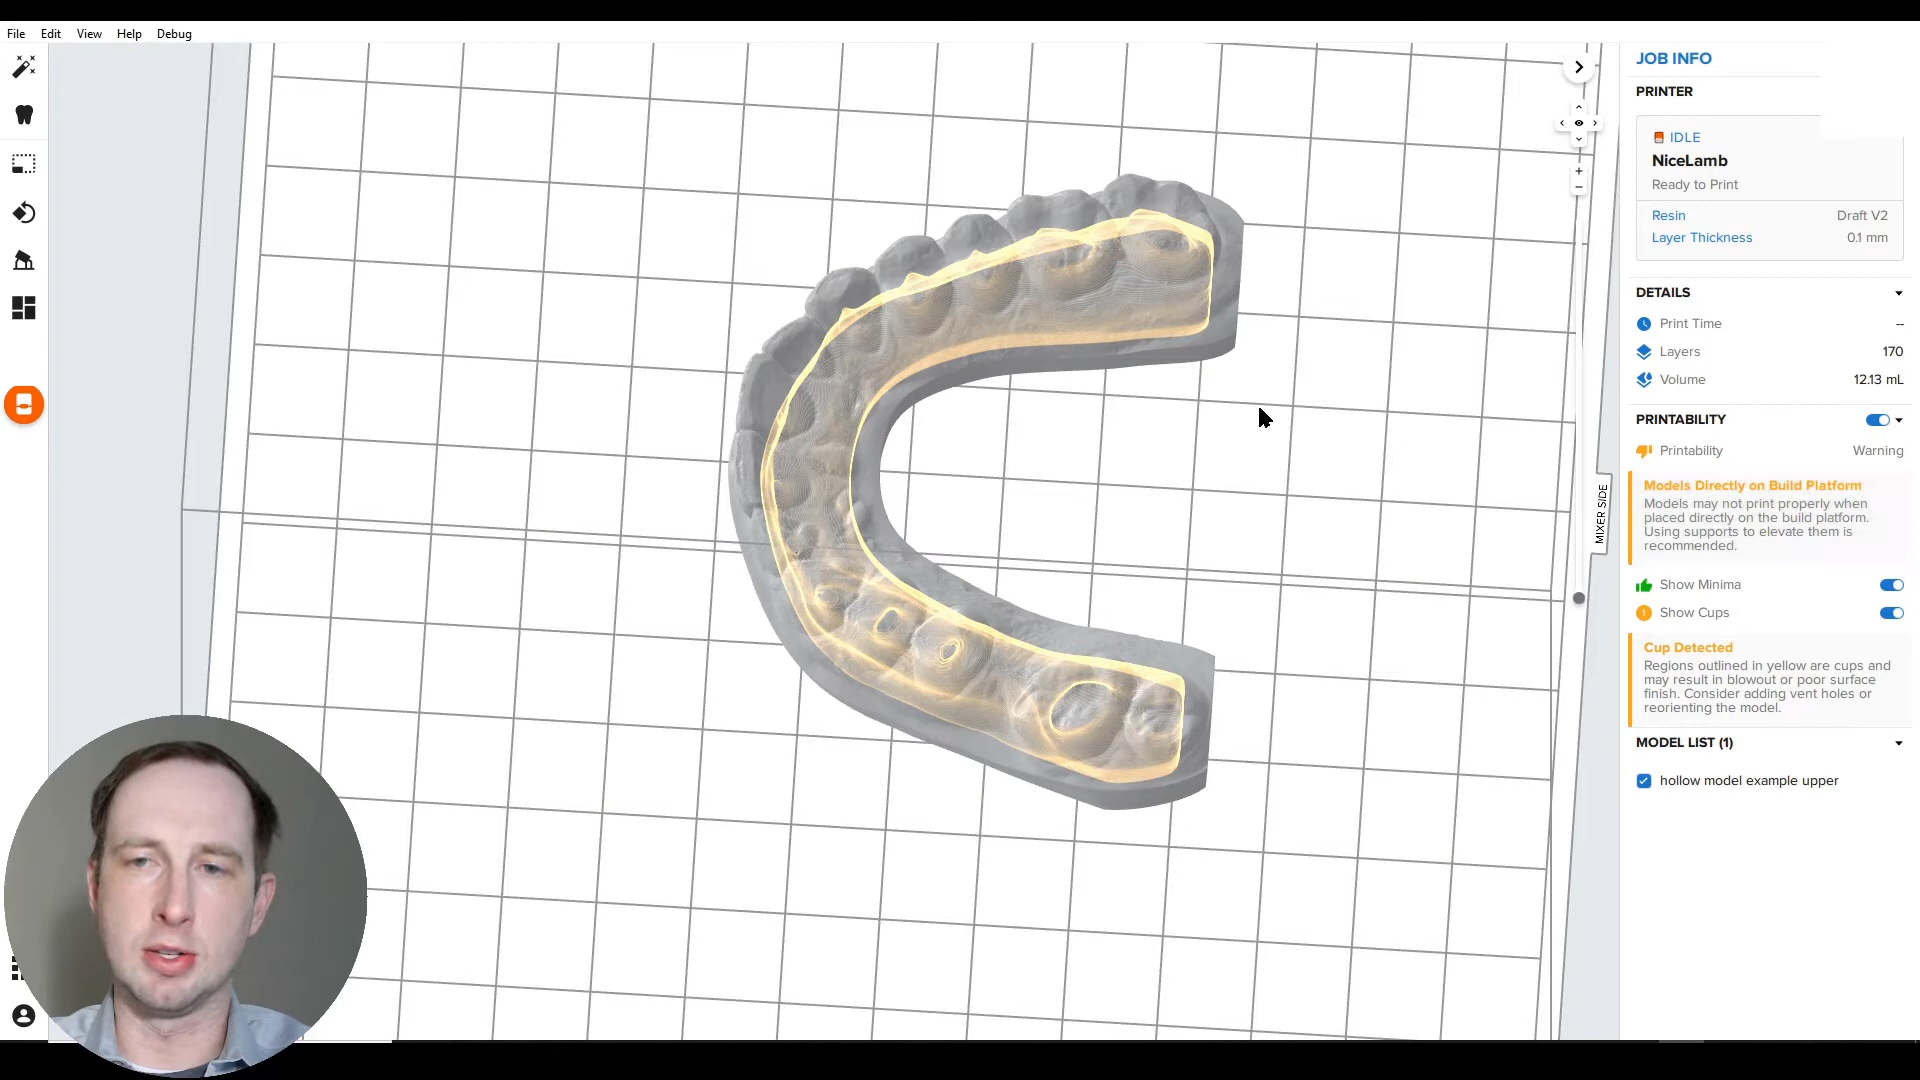 File Edit View Help Debug
JOB INFO
PRINTER
IDLE
NiceLamb
Ready to Print
Resin Draft V2
Layer Thickness 0.1 mm
DETAILS
Print Time --
Layers 170
Volume 12.13 mL
PRINTABILITY
Printability Warning
Models Directly on Build Platform
Models may not print properly when
placed directly on the build platform.
Using supports to elevate them is
recommended.
Show Minima
1 Show Cups
Cup Detected
Regions outlined in yellow are cups and
may result in blowout or poor surface
finish. Consider adding vent holes or
reorienting the model.
MODEL LIST (1)
hollow model example upper
MIXER SIDE